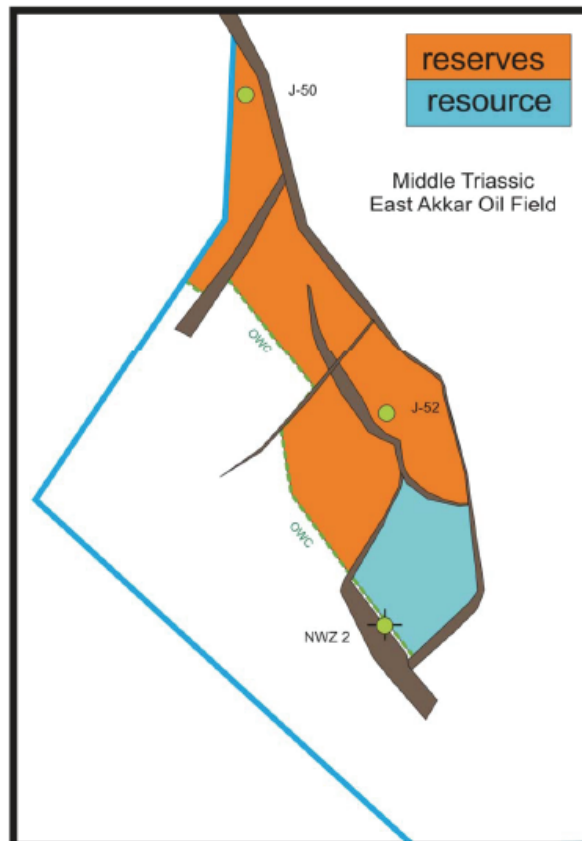 reserves
resource
J-50
Middle Triassic
East Akkar Oil Field
OWC
J-52
OWC
NWZ 2